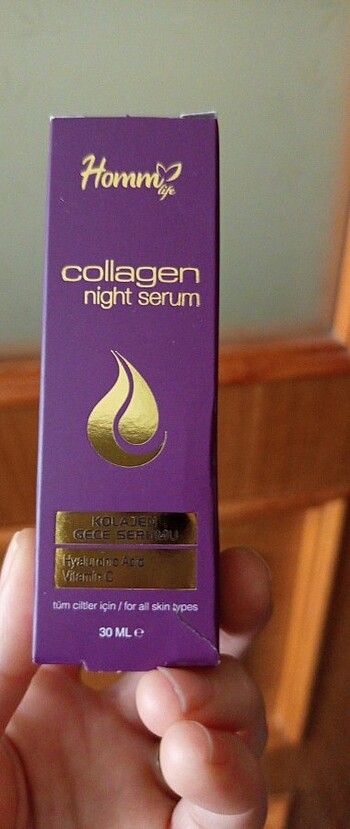 Hommy
life
collagen
night serum
KOLAJEN
GECE SERUMU
Hyaluronic Acid
Vitamin C
tüm ciltler için / for all skin types
30 ML ℮